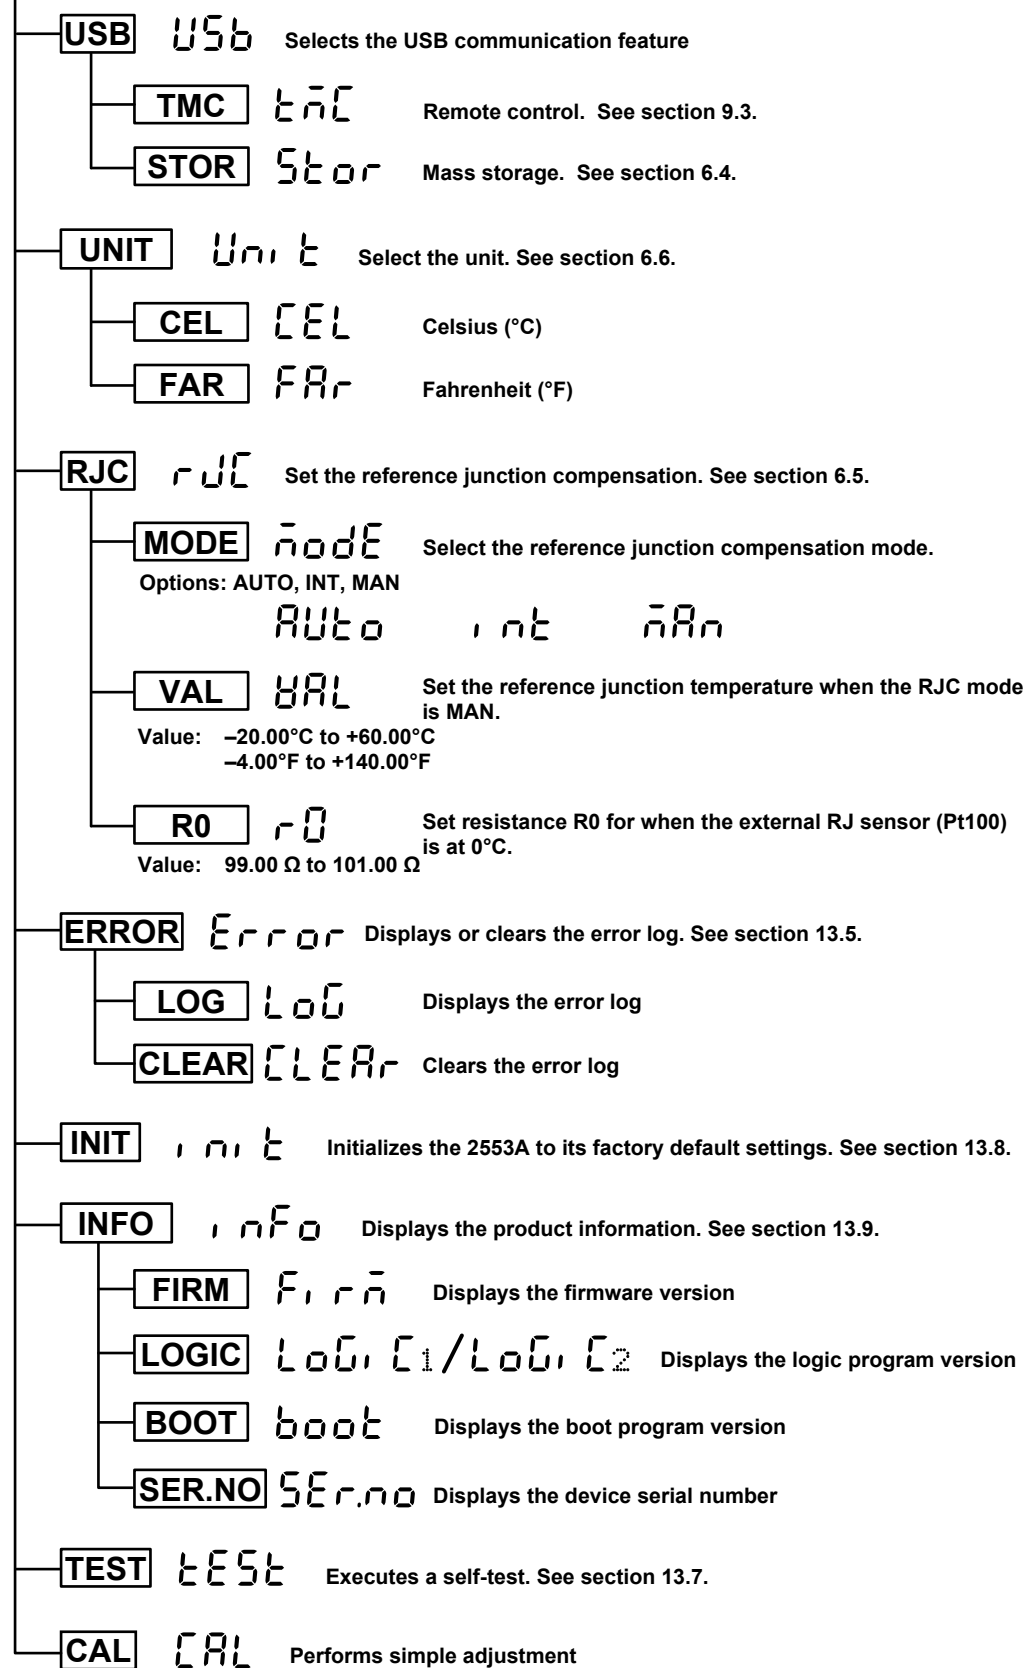 USB USb Selects the USB communication feature
TMC tmC Remote control. See section 9.3.
STOR Stor Mass storage. See section 6.4.
UNIT Unit Select the unit. See section 6.6.
CEL CEL Celsius (°C)
FAR FAr Fahrenheit (°F)
RJC rJC Set the reference junction compensation. See section 6.5.
MODE modE Select the reference junction compensation mode.
Options: AUTO, INT, MAN
AUto int mAn
VAL VAL Set the reference junction temperature when the RJC mode
is MAN.
Value: –20.00°C to +60.00°C
–4.00°F to +140.00°F
R0 r0 Set resistance R0 for when the external RJ sensor (Pt100)
is at 0°C.
Value: 99.00 Ω to 101.00 Ω
ERROR Error Displays or clears the error log. See section 13.5.
LOG LoG Displays the error log
CLEAR CLEAr Clears the error log
INIT init Initializes the 2553A to its factory default settings. See section 13.8.
INFO inFo Displays the product information. See section 13.9.
FIRM Firm Displays the firmware version
LOGIC LoGiC1/LoGiC2 Displays the logic program version
BOOT boot Displays the boot program version
SER.NO SEr.no Displays the device serial number
TEST tESt Executes a self-test. See section 13.7.
CAL CAL Performs simple adjustment